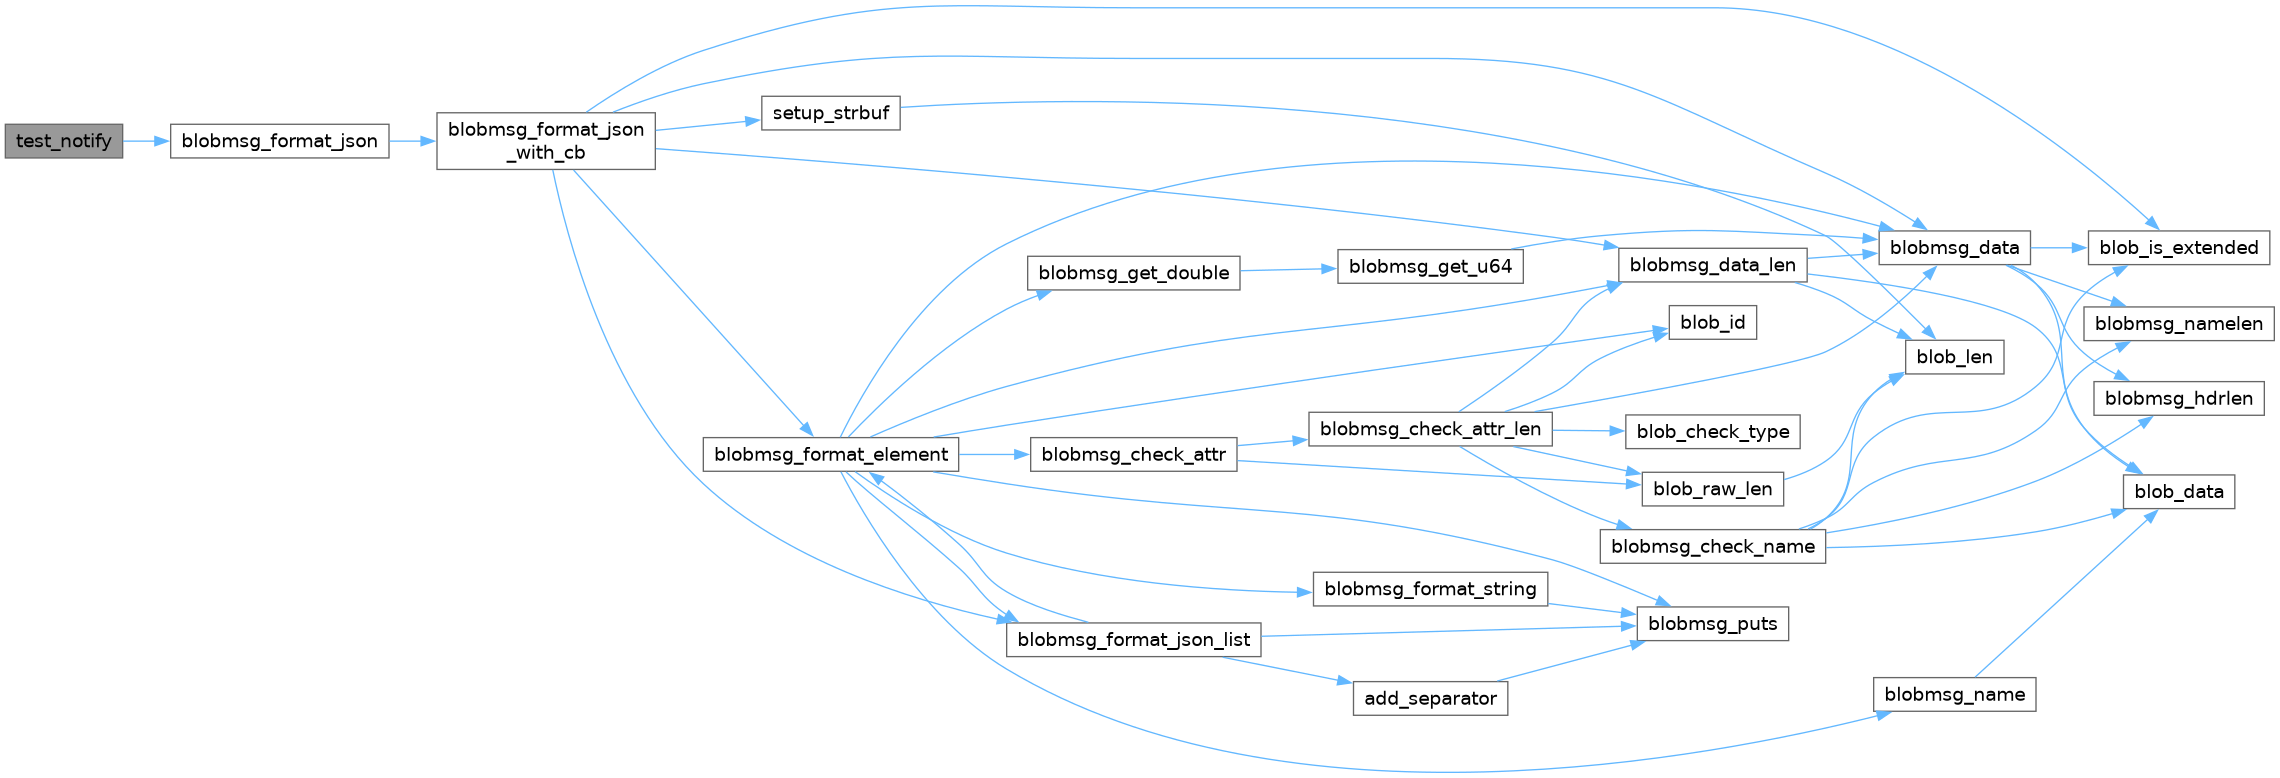 test_notify
blobmsg_format_json
blobmsg_format_json
_with_cb
setup_strbuf
blobmsg_format_element
blobmsg_get_double
blobmsg_check_attr
blobmsg_format_json_list
blobmsg_get_u64
blobmsg_check_attr_len
blobmsg_format_string
add_separator
blobmsg_data_len
blob_id
blob_check_type
blob_raw_len
blobmsg_check_name
blobmsg_puts
blobmsg_data
blob_len
blobmsg_name
blob_is_extended
blobmsg_namelen
blobmsg_hdrlen
blob_data